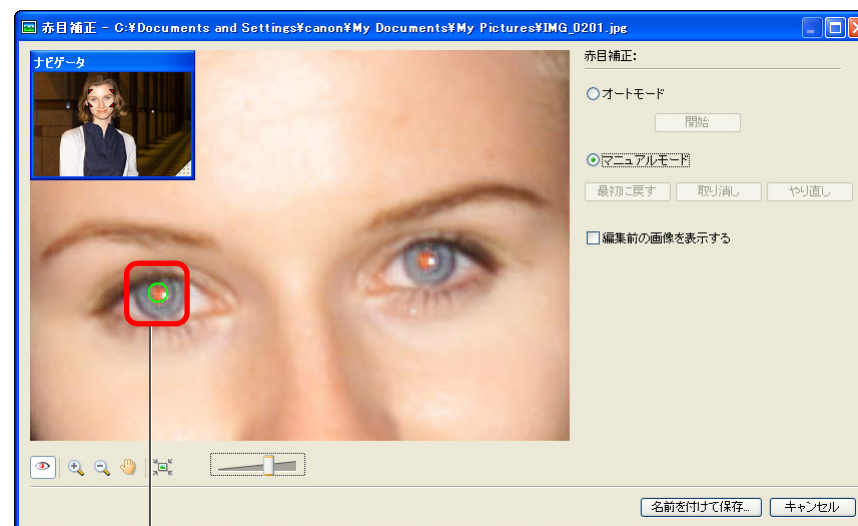 赤目補正 - C:¥Documents and Settings¥canon¥My Documents¥My Pictures¥IMG_0201.jpg
ナビゲータ
赤目補正:
オートモード
開始
マニュアルモード
最初に戻す 取り消し やり直し
編集前の画像を表示する
名前を付けて保存... キャンセル